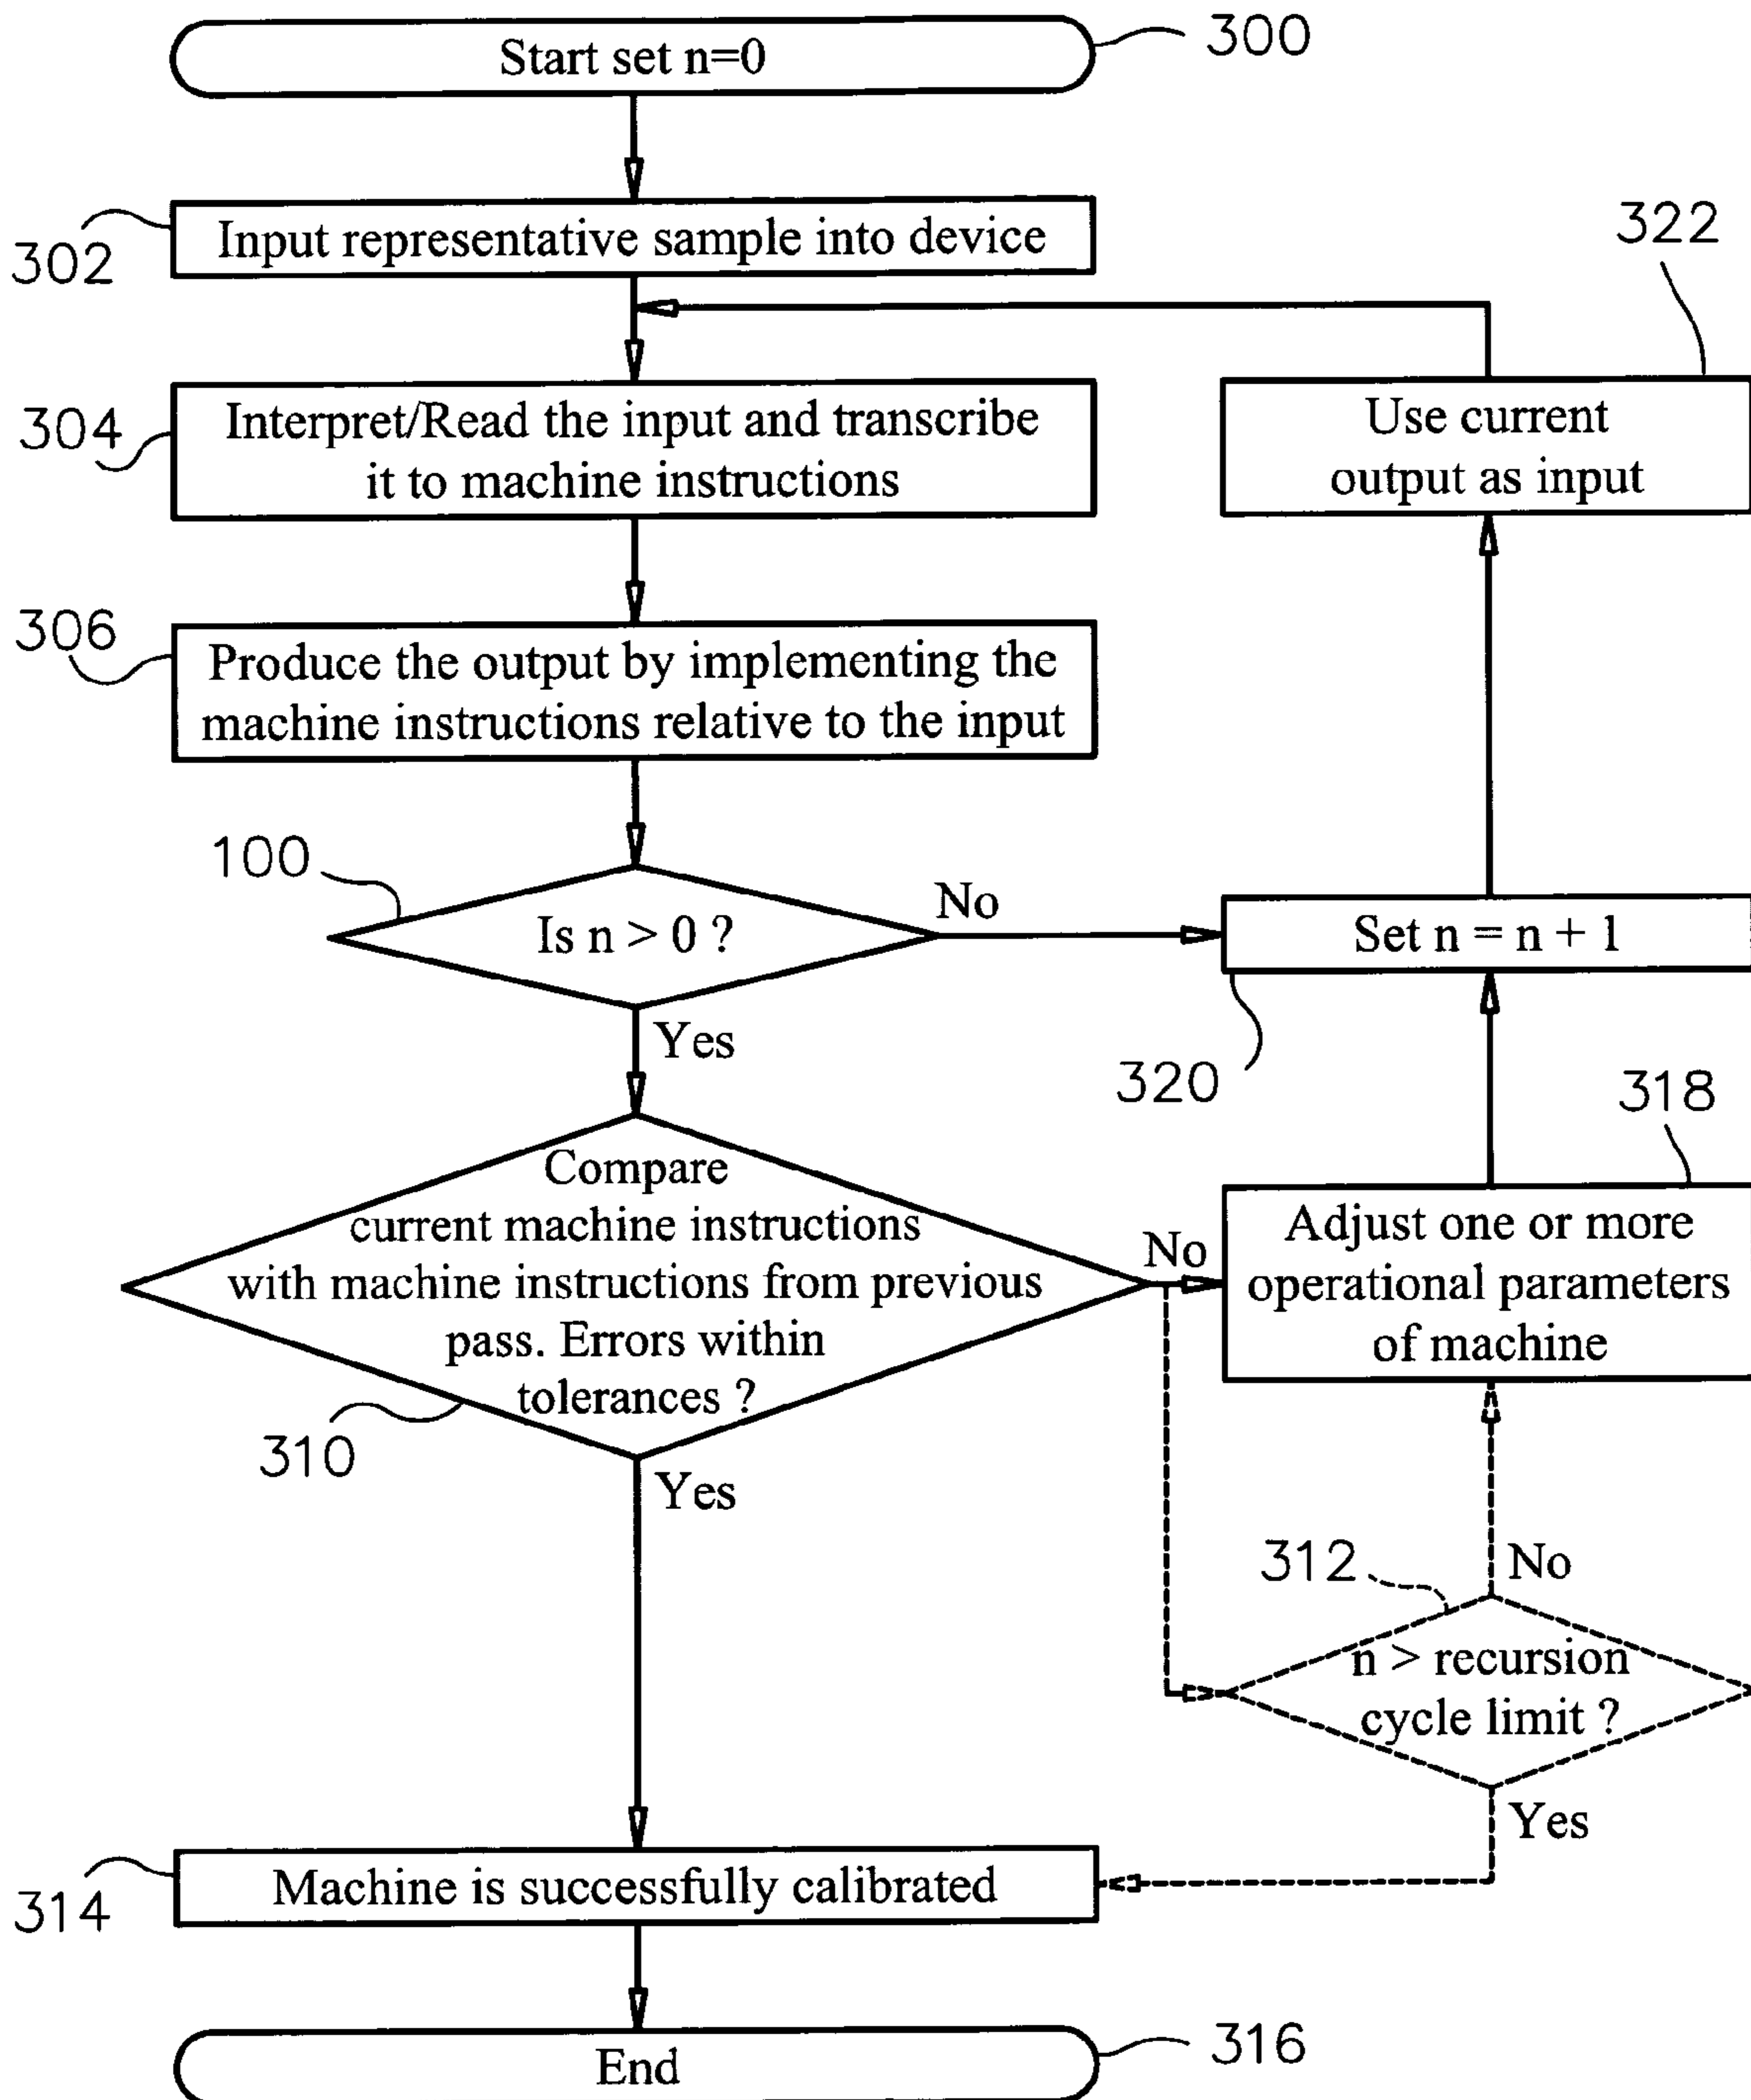 Start set n=0
300
302
Input representative sample into device
322
304
Interpret/Read the input and transcribe
it to machine instructions
Use current
output as input
306
Produce the output by implementing the
machine instructions relative to the input
100
Is n > 0 ?
No
Set n = n + 1
Yes
320
318
Compare
current machine instructions
with machine instructions from previous
pass. Errors within
tolerances ?
No
Adjust one or more
operational parameters
of machine
310
Yes
312
No
n > recursion
cycle limit ?
Yes
314
Machine is successfully calibrated
End
316